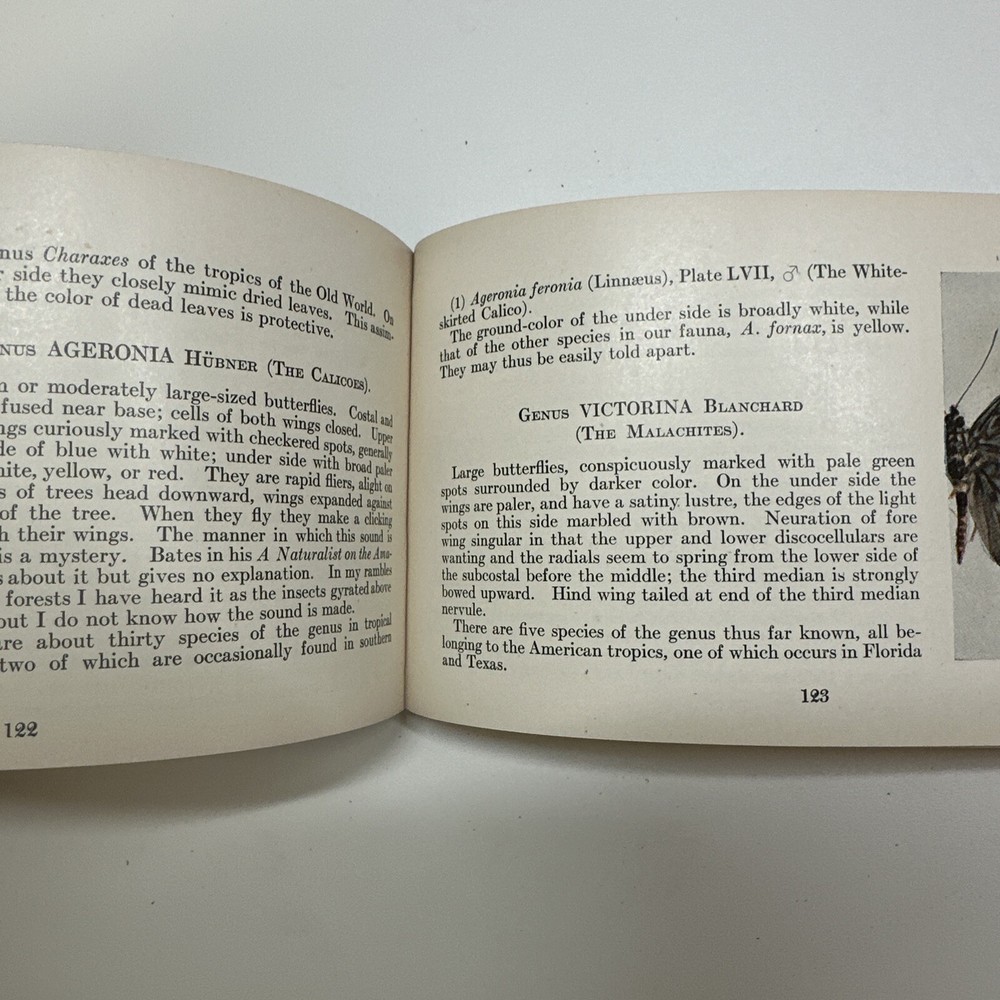 Charaxes of the tropics of the Old World. On
side they closely mimic dried leaves. This assim-
the color of dead leaves is protective.
AGERONIA HÜBNER (THE CALICOES).
or moderately large-sized butterflies. Costal and
fused near base; cells of both wings closed. Upper
curiously marked with checkered spots, generally
of blue with white; under side with broad paler
yellow, or red. They are rapid fliers, alight on
of trees head downward, wings expanded against
of the tree. When they fly they make a clicking
their wings. The manner in which this sound is
is a mystery. Bates in his A Naturalist on the Ama-
about it but gives no explanation. In my rambles
forests I have heard it as the insects gyrated above
but I do not know how the sound is made.
are about thirty species of the genus in tropical
two of which are occasionally found in southern
122
(1) Ageronia feronia (Linnæus), Plate LVII, ♂ (The White-
skirted Calico).
The ground-color of the under side is broadly white, while
that of the other species in our fauna, A. fornax, is yellow.
They may thus be easily told apart.
GENUS VICTORINA BLANCHARD
(THE MALACHITES).
Large butterflies, conspicuously marked with pale green
spots surrounded by darker color. On the under side the
wings are paler, and have a satiny lustre, the edges of the light
spots on this side marbled with brown. Neuration of fore
wing singular in that the upper and lower discocellulars are
wanting and the radials seem to spring from the lower side of
the subcostal before the middle; the third median is strongly
bowed upward. Hind wing tailed at end of the third median
nervule.
There are five species of the genus thus far known, all be-
longing to the American tropics, one of which occurs in Florida
and Texas.
123